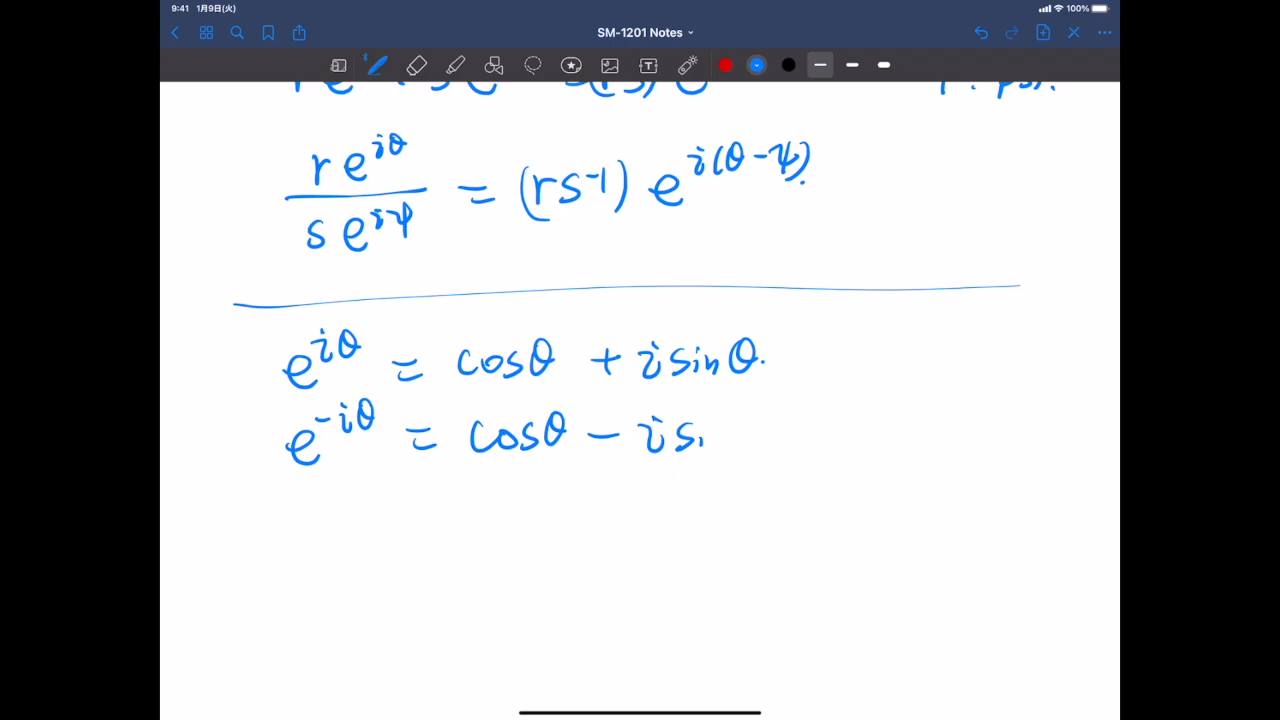 9:41 1月9日(火) 100%
SM-1201 Notes
re^{iθ} / se^{iψ} = (rs^{-1}) e^{i(θ-ψ)}.
e^{iθ} = cosθ + i sinθ.
e^{-iθ} = cosθ - i si